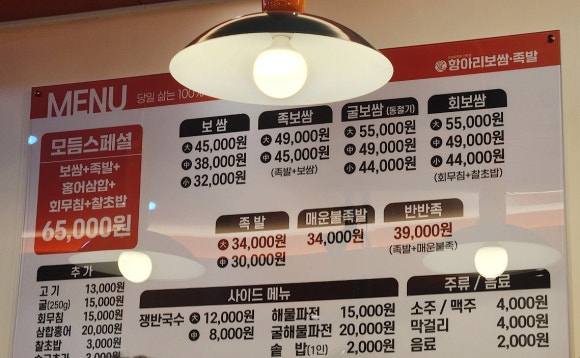 항아리보쌈·족발
MENU 당일 삶는 100%
모듬스페셜
보쌈+족발+
홍어삼합+
회무침+찰초밥
65,000원
보 쌈
大 45,000원
中 38,000원
小 32,000원
족보쌈
大 49,000원
中 45,000원
(족발+보쌈)
굴보쌈 (동절기)
大 55,000원
中 49,000원
小 44,000원
회보쌈
大 55,000원
中 49,000원
小 44,000원
(회무침+찰초밥)
족 발
大 34,000원
中 30,000원
매운불족발
34,000원
반반족
39,000원
(족발+매운불족)
추 가
고 기 13,000원
굴(250g) 15,000원
회무침 15,000원
삼합홍어 20,000원
찰초밥 3,000원
3,000원
사이드 메뉴
쟁반국수 大 12,000원
中 8,000원
해물파전 15,000원
굴해물파전 20,000원
솥 밥(1인) 2,000원
주류 / 음료
소주 / 맥주 4,000원
막걸리 4,000원
음료 2,000원